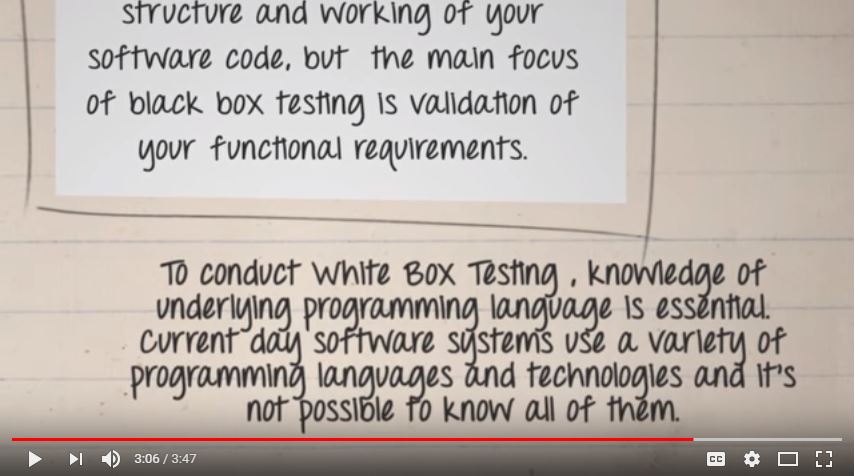 structure and working of your
software code, but the main focus
of black box testing is validation of
your functional requirements.
To conduct White Box Testing , knowledge of
underlying programming language is essential.
Current day software systems use a variety of
programming languages and technologies and it's
not possible to know all of them.
3:06 / 3:47
CC